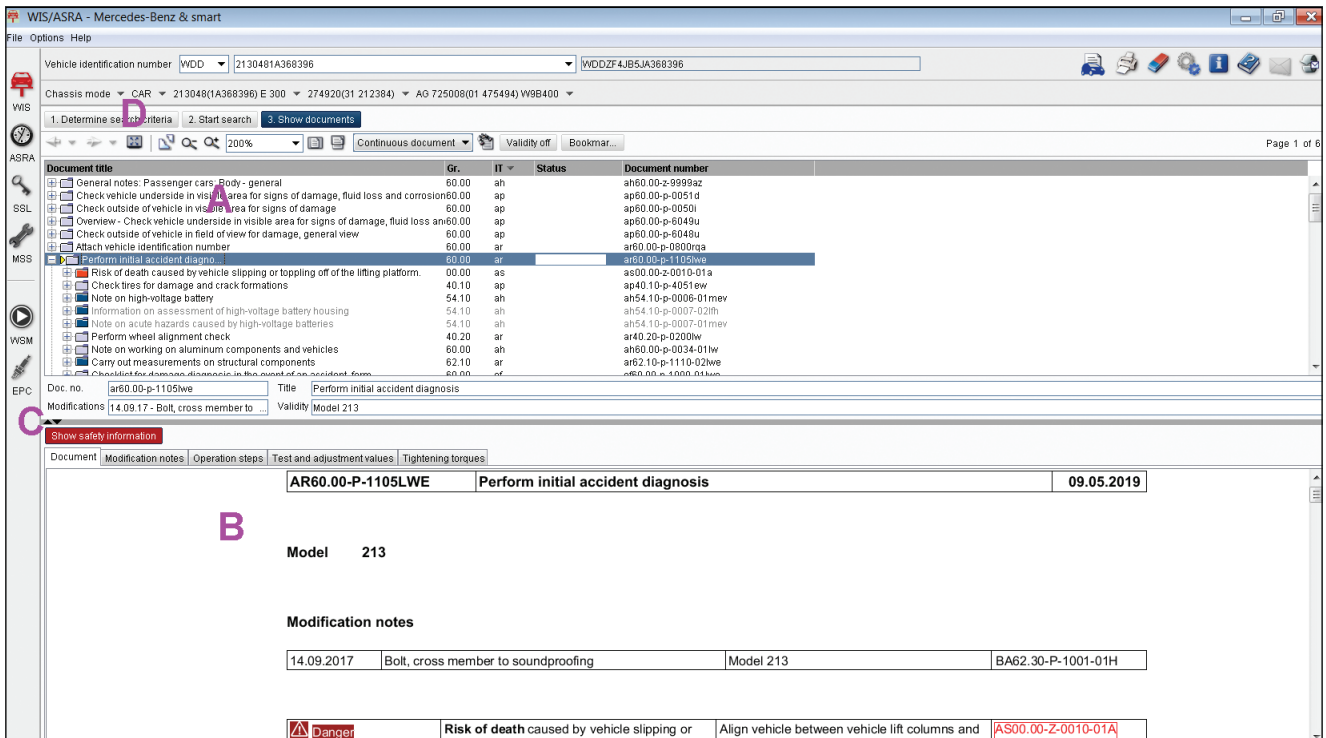 WIS/ASRA - Mercedes-Benz & smart
File Options Help
Vehicle identification number WDD 2130481A368396 WDDZF4JB5JA368396
Chassis mode CAR 213048(1A368396) E 300 274920(31 212384) AG 725008(01 475494) W9B400
WIS
D
1. Determine search criteria 2. Start search 3. Show documents
ASRA
200% Continuous document Validity off Bookmar... Page 1 of 6
Document title Gr. IT Status Document number
General notes: Passenger cars: Body - general 60.00 ah ah60.00-z-9999az
A
Check vehicle underside in visible area for signs of damage, fluid loss and corrosion 60.00 ap ap60.00-p-0051d
SSL
Check outside of vehicle in visible area for signs of damage 60.00 ap ap60.00-p-0050i
Overview - Check vehicle underside in visible area for signs of damage, fluid loss an 60.00 ap ap60.00-p-6049u
Check outside of vehicle in field of view for damage, general view 60.00 ap ap60.00-p-6048u
Attach vehicle identification number 60.00 ar ar60.00-p-0800rqa
MSS
Perform initial accident diagno... 60.00 ar ar60.00-p-1105lwe
Risk of death caused by vehicle slipping or toppling off of the lifting platform. 00.00 as as00.00-z-0010-01a
Check tires for damage and crack formations 40.10 ap ap40.10-p-4051ew
Note on high-voltage battery 54.10 ah ah54.10-p-0006-01mev
Information on assessment of high-voltage battery housing 54.10 ah ah54.10-p-0007-02lfh
Note on acute hazards caused by high-voltage batteries 54.10 ah ah54.10-p-0007-01mev
WSM
Perform wheel alignment check 40.20 ar ar40.20-p-0200lw
Note on working on aluminum components and vehicles 60.00 ah ah60.00-p-0034-01lw
Carry out measurements on structural components 62.10 ar ar62.10-p-1110-02lwe
Checklist for damage diagnosis in the event of an accident, form 60.00 of of60.00-p-1000-01lwe
EPC
Doc. no. ar60.00-p-1105lwe Title Perform initial accident diagnosis
Modifications 14.09.17 - Bolt, cross member to ... Validity Model 213
C
Show safety information
Document Modification notes Operation steps Test and adjustment values Tightening torques
AR60.00-P-1105LWE Perform initial accident diagnosis 09.05.2019
B
Model 213
Modification notes
14.09.2017 Bolt, cross member to soundproofing Model 213 BA62.30-P-1001-01H
Danger Risk of death caused by vehicle slipping or Align vehicle between vehicle lift columns and AS00.00-Z-0010-01A